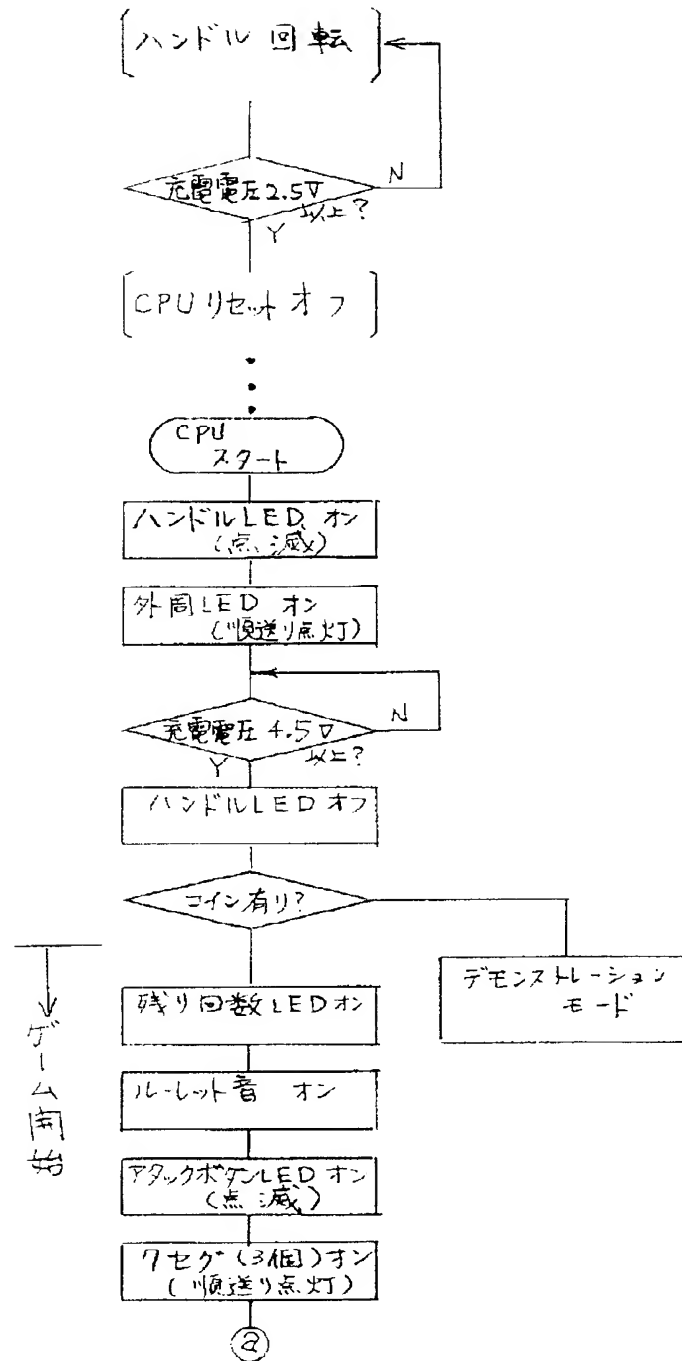 ハンドル 回転
充電電圧2.5V
以上?
N
Y
CPUリセットオフ
CPU
スタート
ハンドルLED オン
(点滅)
外周LED オン
(順送り点灯)
充電電圧 4.5V
以上?
N
Y
ハンドルLED オフ
コイン有り?
デモンストレーション
モード
ゲーム開始
残り回数LEDオン
ルーレット音 オン
アタックボタンLEDオン
(点滅)
7セグ(3個)オン
(順送り点灯)
a